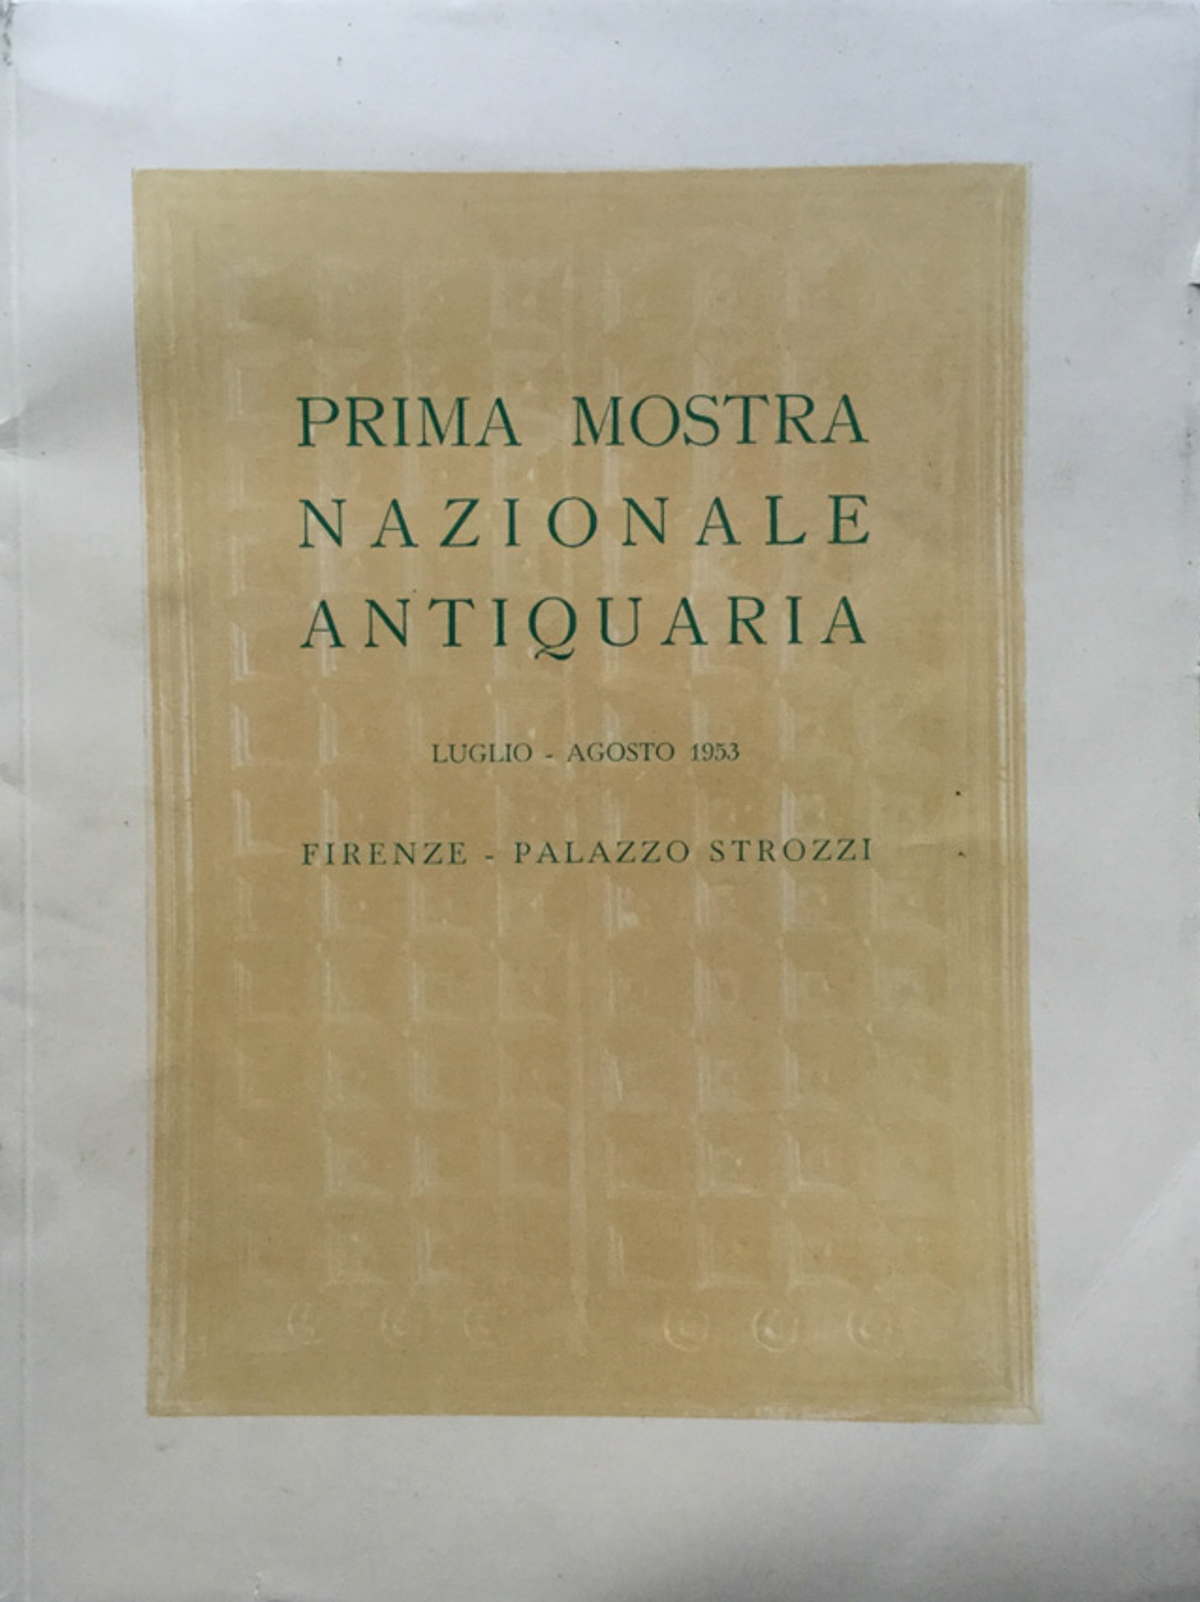 PRIMA MOSTRA
NAZIONALE
ANTIQUARIA
LUGLIO - AGOSTO 1953
FIRENZE - PALAZZO STROZZI